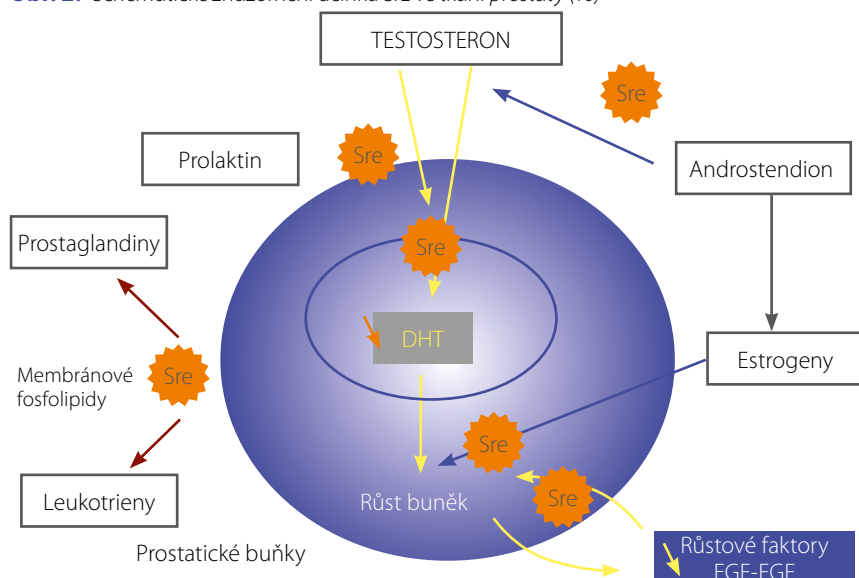 TESTOSTERON
Sre
Sre
Prolaktin
Androstendion
Prostaglandiny
Sre
DHT
Membránové
fosfolipidy
Sre
Estrogeny
Sre
Leukotrieny
Růst buněk
Sre
Prostatické buňky
Růstové faktory